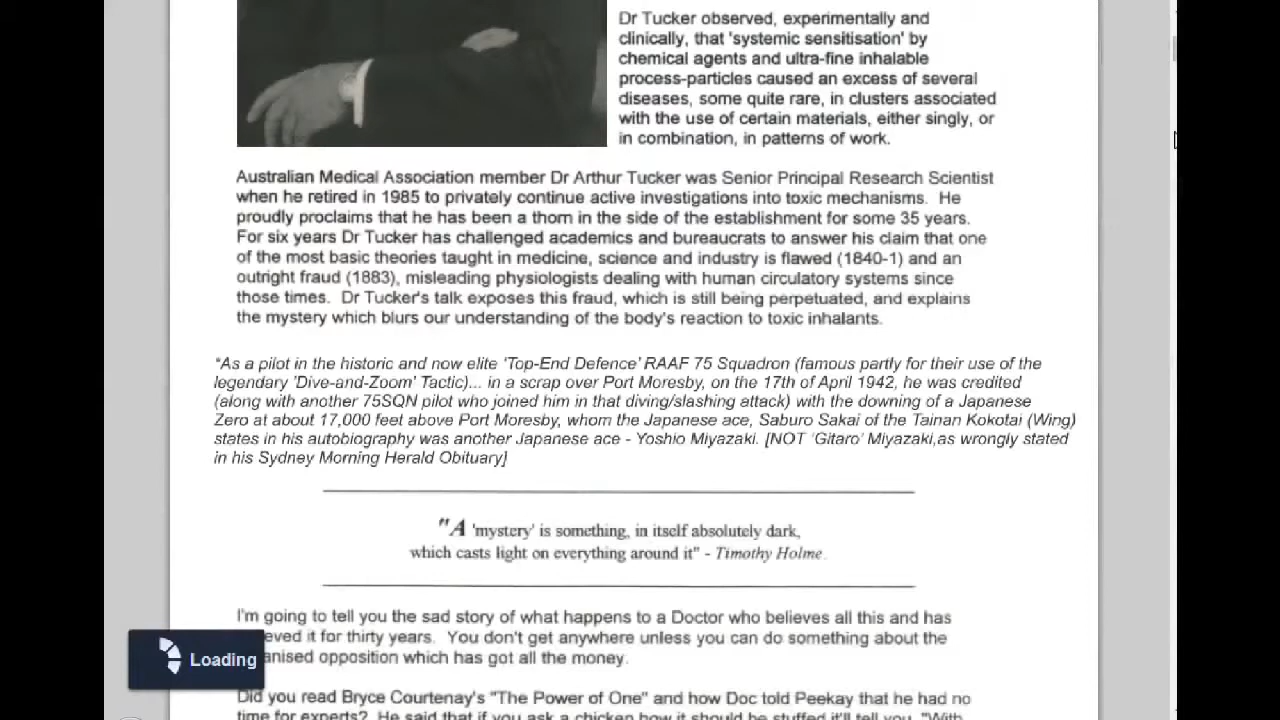 Dr Tucker observed, experimentally and
clinically, that 'systemic sensitisation' by
chemical agents and ultra-fine inhalable
process-particles caused an excess of several
diseases, some quite rare, in clusters associated
with the use of certain materials, either singly, or
in combination, in patterns of work.
Australian Medical Association member Dr Arthur Tucker was Senior Principal Research Scientist
when he retired in 1985 to privately continue active investigations into toxic mechanisms. He
proudly proclaims that he has been a thorn in the side of the establishment for some 35 years.
For six years Dr Tucker has challenged academics and bureaucrats to answer his claim that one
of the most basic theories taught in medicine, science and industry is flawed (1840-1) and an
outright fraud (1883), misleading physiologists dealing with human circulatory systems since
those times. Dr Tucker's talk exposes this fraud, which is still being perpetuated, and explains
the mystery which blurs our understanding of the body's reaction to toxic inhalants.
"As a pilot in the historic and now elite 'Top-End Defence' RAAF 75 Squadron (famous partly for their use of the
legendary 'Dive-and-Zoom' Tactic)... in a scrap over Port Moresby, on the 17th of April 1942, he was credited
(along with another 75SQN pilot who joined him in that diving/slashing attack) with the downing of a Japanese
Zero at about 17,000 feet above Port Moresby, whom the Japanese ace, Saburo Sakai of the Tainan Kokotai (Wing)
states in his autobiography was another Japanese ace - Yoshio Miyazaki. [NOT 'Gitaro' Miyazaki,as wrongly stated
in his Sydney Morning Herald Obituary]
"A 'mystery' is something, in itself absolutely dark,
which casts light on everything around it" - Timothy Holme.
I'm going to tell you the sad story of what happens to a Doctor who believes all this and has
eved it for thirty years. You don't get anywhere unless you can do something about the
anised opposition which has got all the money.
Loading
Did you read Bryce Courtenay's "The Power of One" and how Doc told Peekay that he had no
time for experts? He said that if you ask a chicken how it should be stuffed it'll tell you, "With